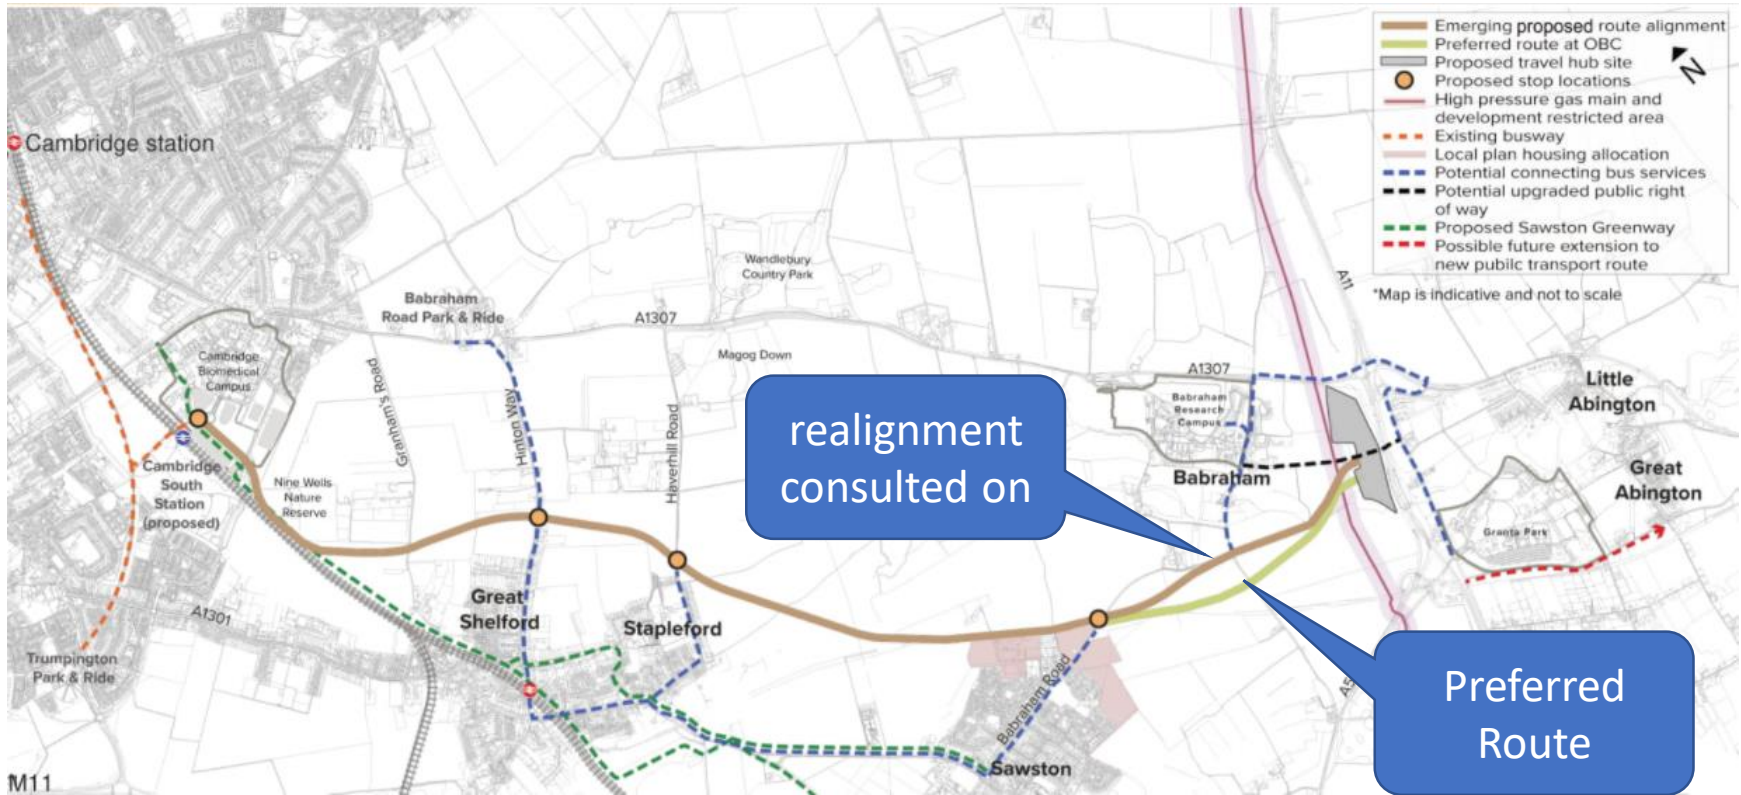 Emerging proposed route alignment
Preferred route at OBC
Proposed travel hub site
Proposed stop locations
High pressure gas main and
development restricted area
Existing busway
Local plan housing allocation
Potential connecting bus services
Potential upgraded public right
of way
Proposed Sawston Greenway
Possible future extension to
new public transport route
N
*Map is indicative and not to scale
Cambridge station
Wandlebury
Country Park
A11
Babraham
Road Park & Ride
A1307
Cambridge
Biomedical
Campus
Magog Down
Granham's Road
Hinton Way
Haverhill Road
A1307
Little
Abington
Babraham
Research
Campus
realignment
consulted on
Babraham
Great
Abington
Cambridge
South
Station
(proposed)
Nine Wells
Nature
Reserve
Granta Park
A1301
Great
Shelford
Stapleford
Trumpington
Park & Ride
Babraham Road
A5
Preferred
Route
Sawston
M11